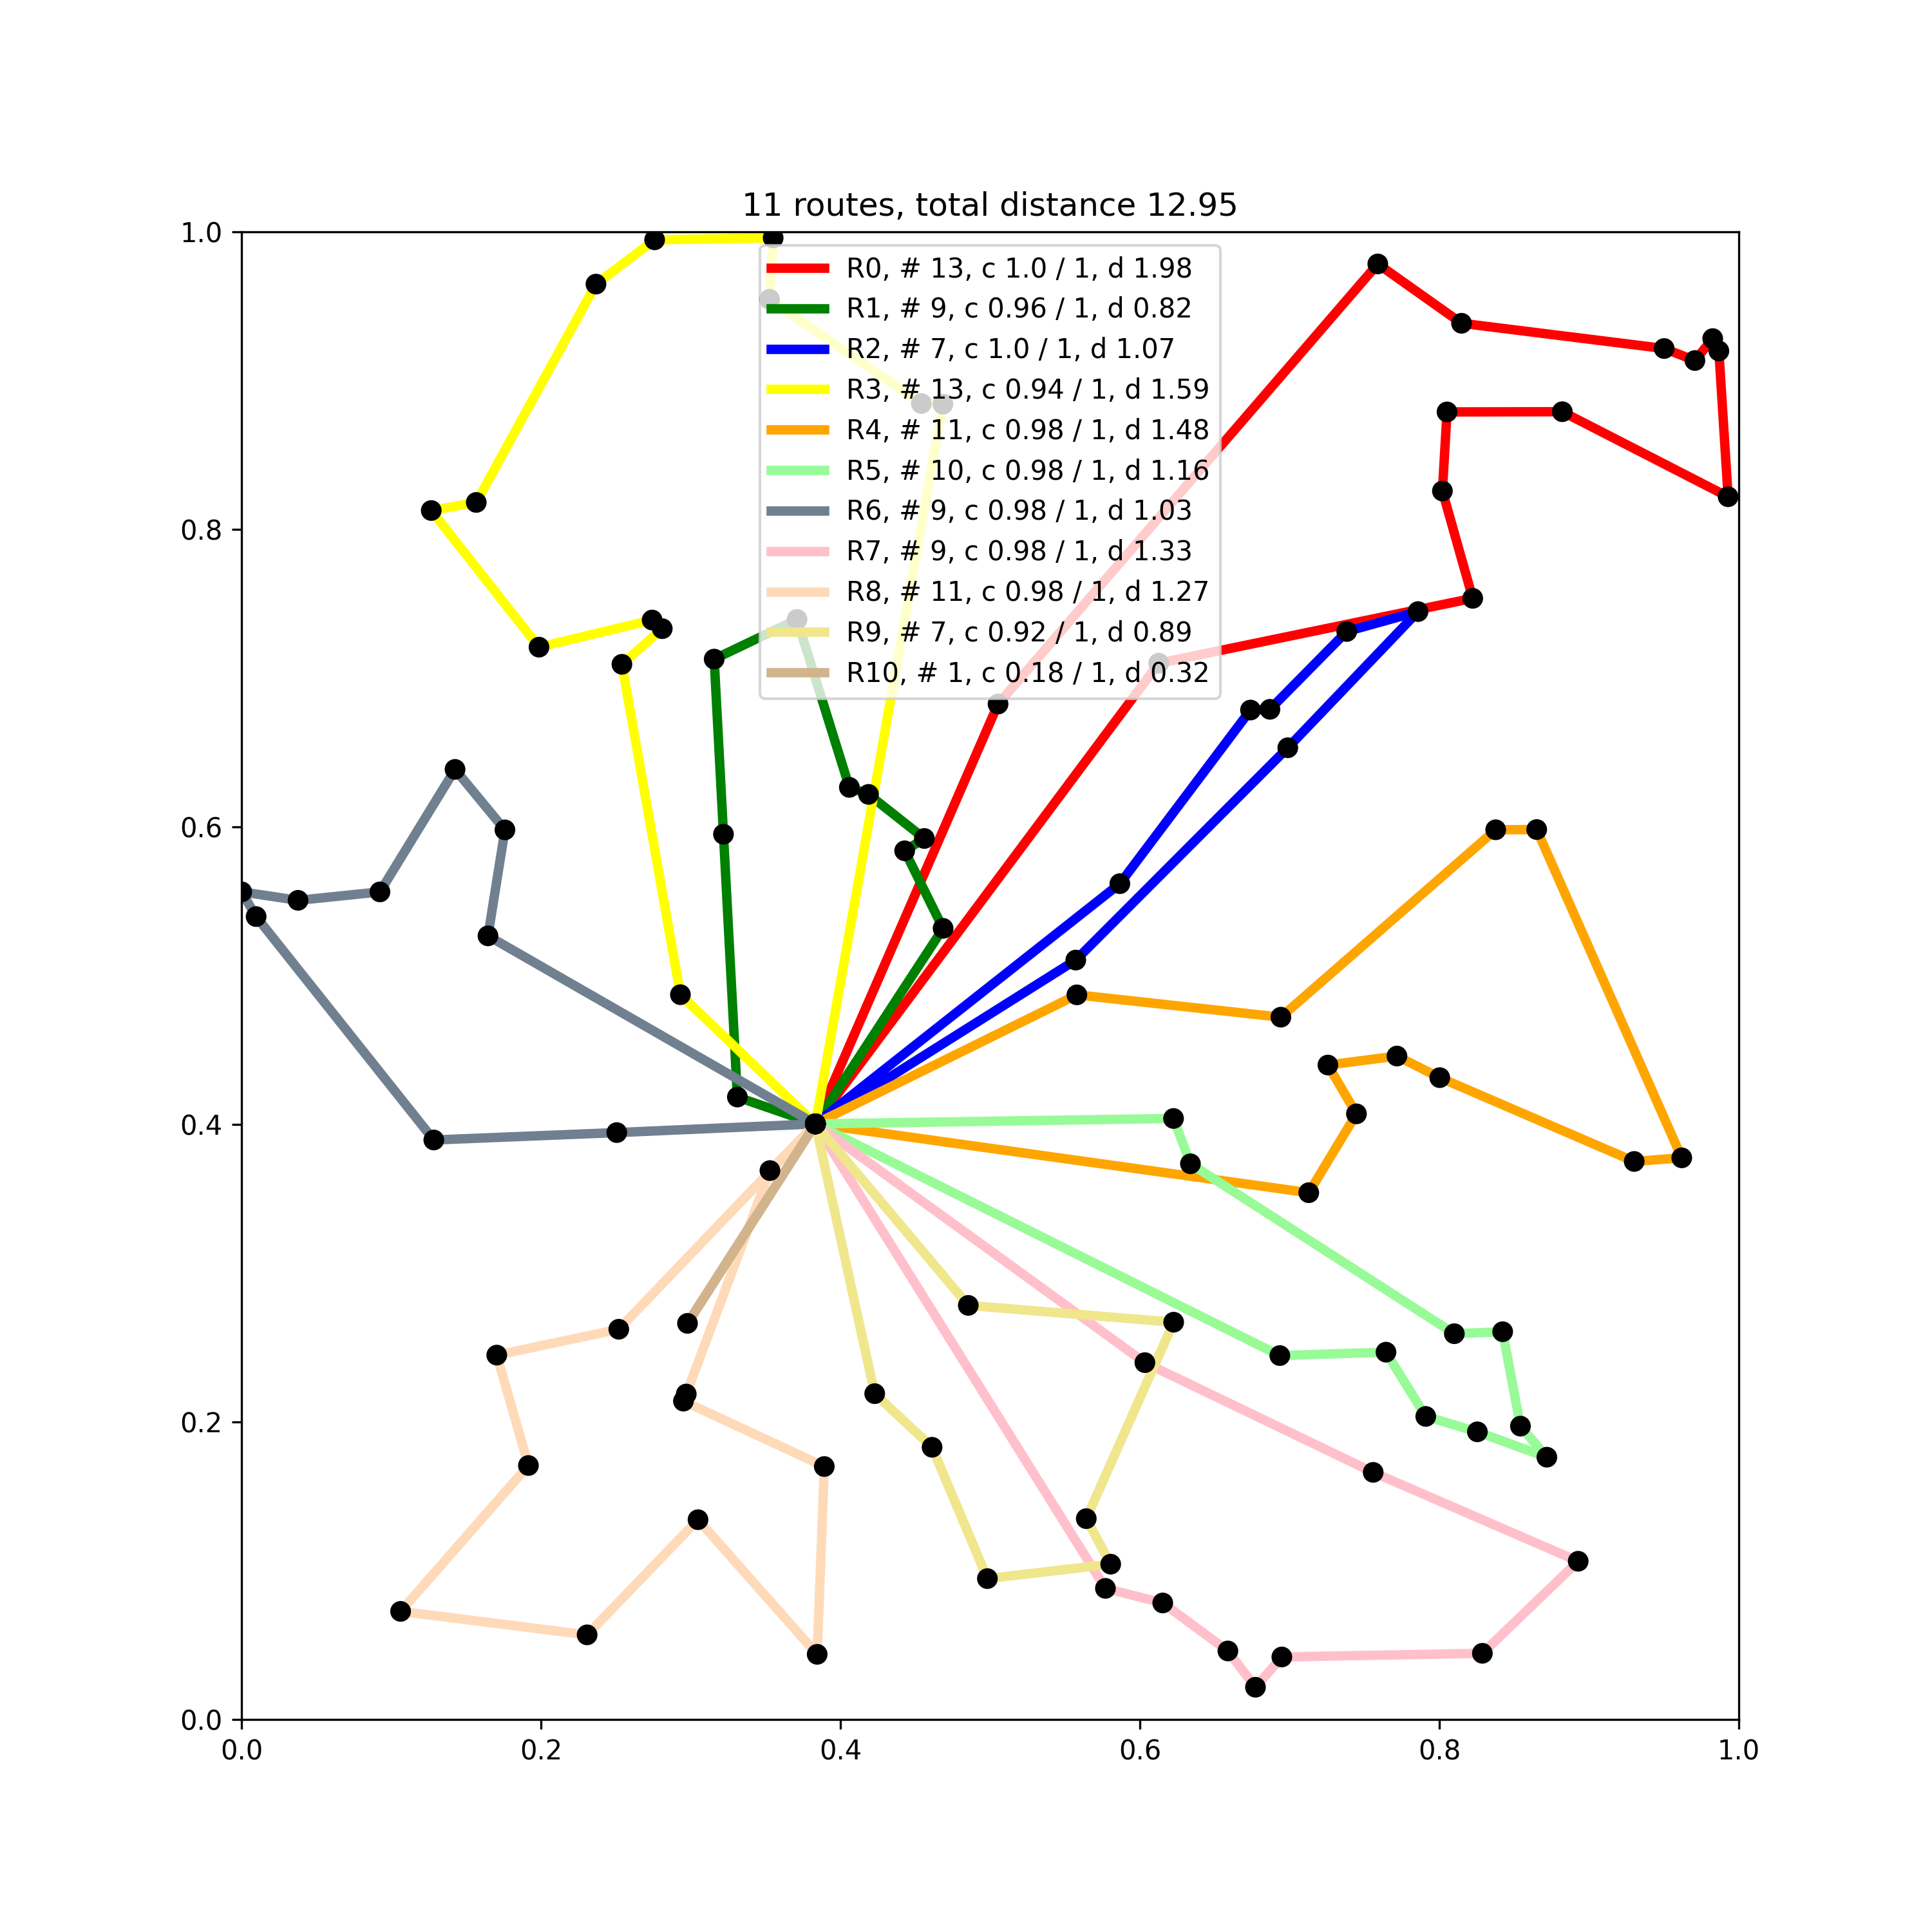 11 routes, total distance 12.95
1.0
R0, # 13, c 1.0 / 1, d 1.98
R1, # 9, c 0.96 / 1, d 0.82
R2, # 7, c 1.0 / 1, d 1.07
R3, # 13, c 0.94 / 1, d 1.59
R4, # 11, c 0.98 / 1, d 1.48
R5, # 10, c 0.98 / 1, d 1.16
R6, # 9, c 0.98 / 1, d 1.03
R7, # 9, c 0.98 / 1, d 1.33
R8, # 11, c 0.98 / 1, d 1.27
R9, # 7, c 0.92 / 1, d 0.89
R10, # 1, c 0.18 / 1, d 0.32
0.8
0.6
0.4
0.2
0.0
0.0 0.2 0.4 0.6 0.8 1.0